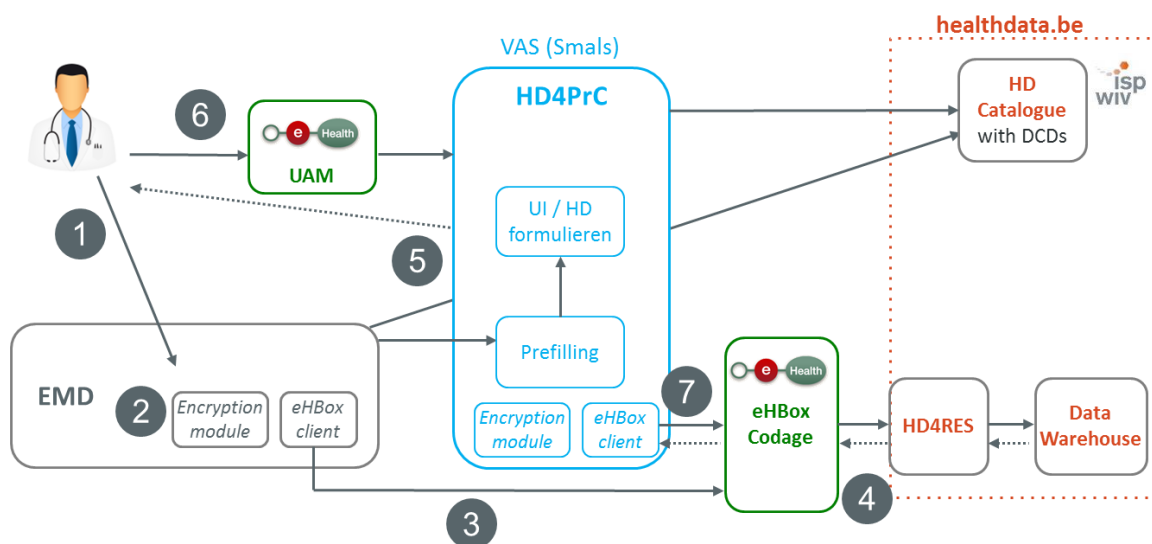 healthdata.be
VAS (Smals)
HD4PrC
HD
Catalogue
with DCDs
isp
WIV
6
e
Health
UAM
1
UI / HD
formulieren
5
Prefilling
EMD
2
Encryption
module
eHBox
client
Encryption
module
eHBox
client
7
e
Health
eHBox
Codage
HD4RES
Data
Warehouse
3
4